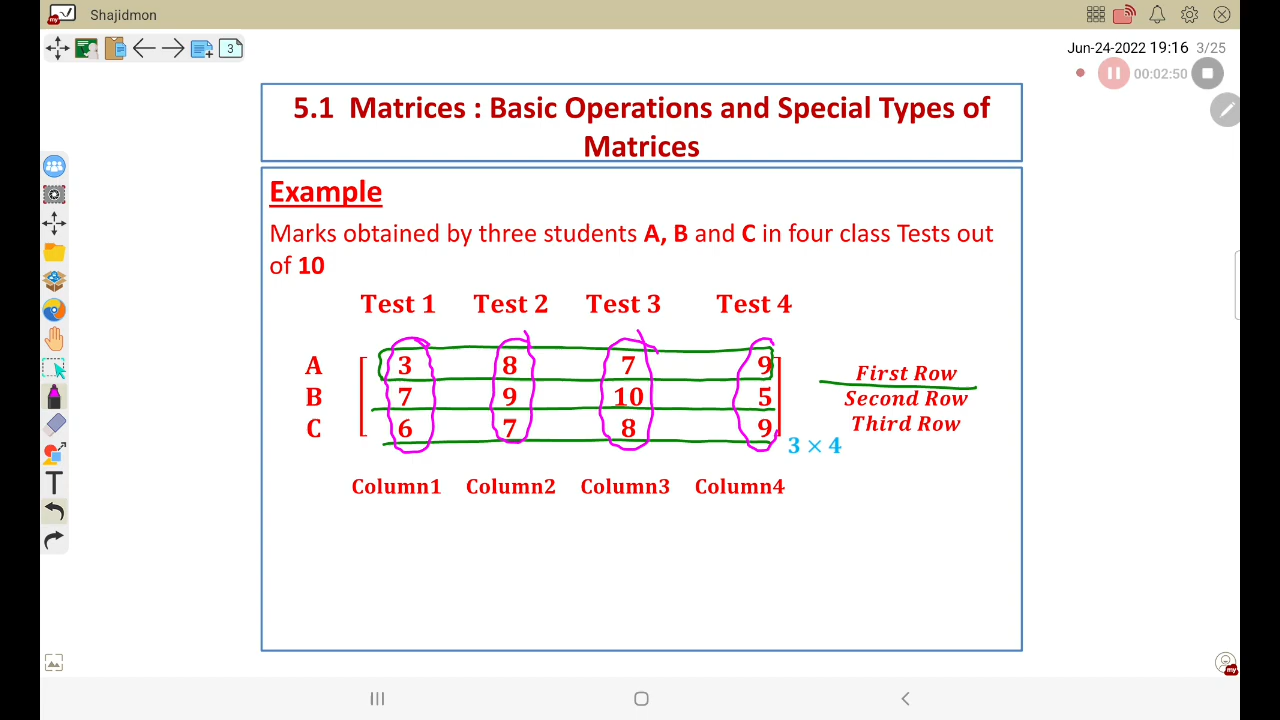 Shajidmon
3
Jun-24-2022 19:16 3/25
00:02:50
5.1 Matrices : Basic Operations and Special Types of
Matrices
Example
Marks obtained by three students A, B and C in four class Tests out
of 10
Test 1 Test 2 Test 3 Test 4
A [ 3 8 7 9 ] First Row
B 7 9 10 5 Second Row
C 6 7 8 9 Third Row
3 × 4
Column1 Column2 Column3 Column4
T
my
my